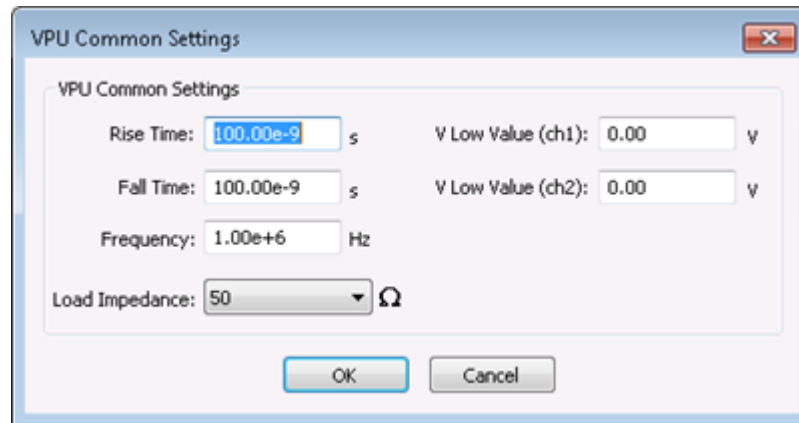 VPU Common Settings
VPU Common Settings
Rise Time: 100.00e-9 s V Low Value (ch1): 0.00 V
Fall Time: 100.00e-9 s V Low Value (ch2): 0.00 V
Frequency: 1.00e+6 Hz
Load Impedance: 50 Ω
OK Cancel